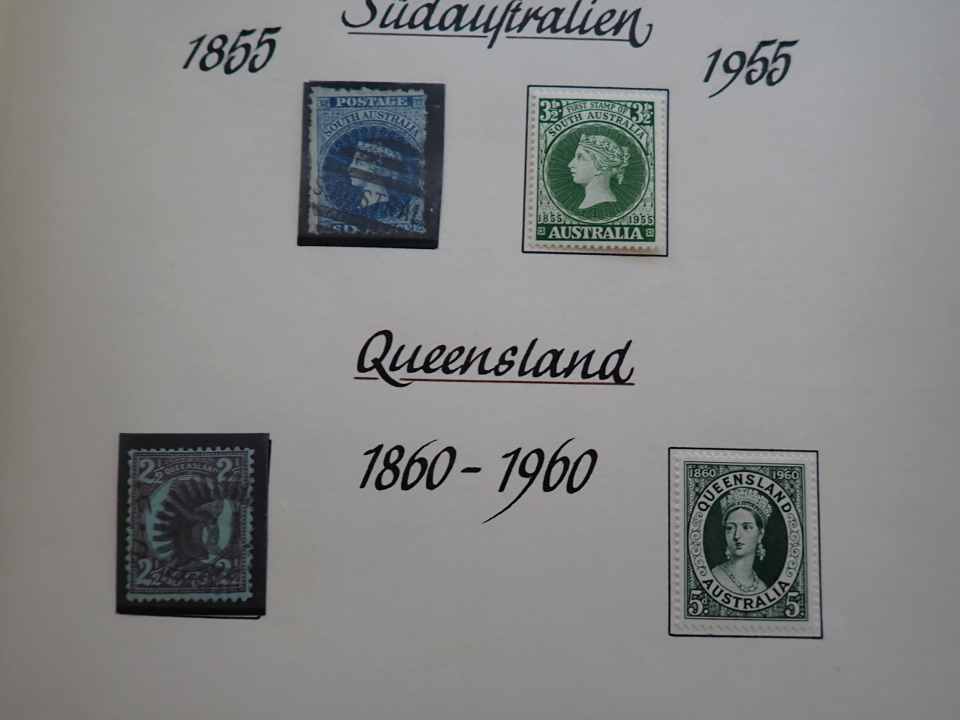 Südaustralien
1855
1955
POSTAGE
SOUTH AUSTRALIA
3½ FIRST STAMP OF 3½
SOUTH AUSTRALIA
1855 1955
AUSTRALIA
Queensland
1860 - 1960
2½ QUEENSLAND 2½
2½ 2½
1860 1960
QUEENSLAND
AUSTRALIA
5D 5D